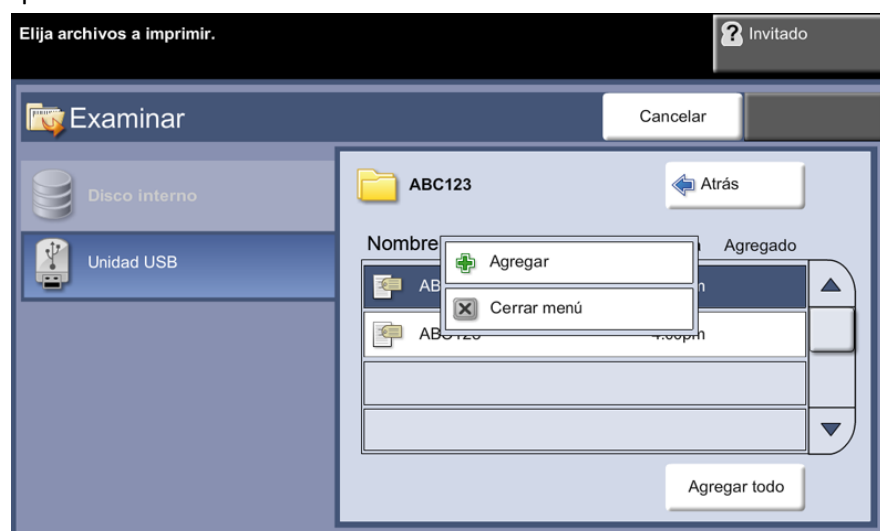 Elija archivos a imprimir.
Invitado
Examinar
Cancelar
Disco interno
Unidad USB
ABC123
Atrás
Nombre
Agregado
Agregar
Cerrar menú
Agregar todo